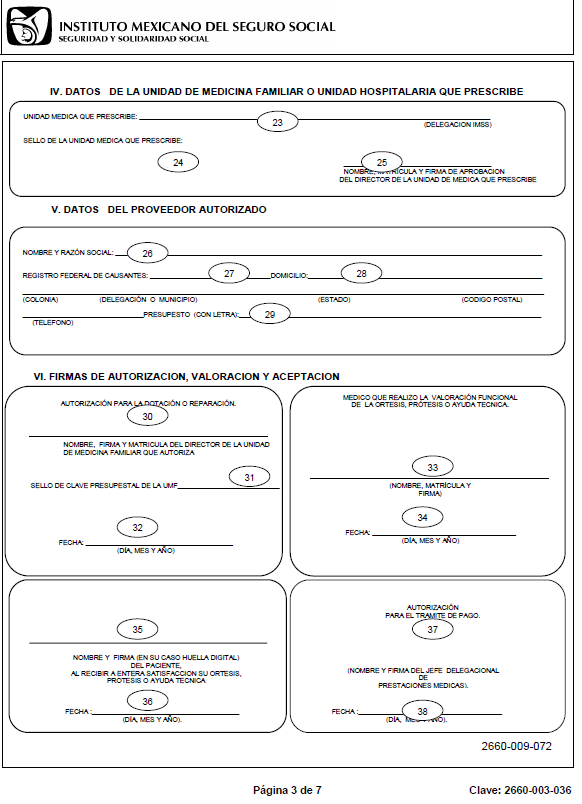 INSTITUTO MEXICANO DEL SEGURO SOCIAL
SEGURIDAD Y SOLIDARIDAD SOCIAL
IV. DATOS DE LA UNIDAD DE MEDICINA FAMILIAR O UNIDAD HOSPITALARIA QUE PRESCRIBE
UNIDAD MEDICA QUE PRESCRIBE:
23
(DELEGACION IMSS)
SELLO DE LA UNIDAD MEDICA QUE PRESCRIBE:
24
25
NOMBRE, MATRICULA Y FIRMA DE APROBACION
DEL DIRECTOR DE LA UNIDAD DE MEDICA QUE PRESCRIBE
V. DATOS DEL PROVEEDOR AUTORIZADO
NOMBRE Y RAZÓN SOCIAL: 26
REGISTRO FEDERAL DE CAUSANTES: 27 DOMICILIO: 28
(COLONIA) (DELEGACIÓN O MUNICIPIO) (ESTADO) (CODIGO POSTAL)
PRESUPESTO (CON LETRA): 29
(TELEFONO)
VI. FIRMAS DE AUTORIZACION, VALORACION Y ACEPTACION
AUTORIZACIÓN PARA LA DOTACIÓN O REPARACIÓN.
30
NOMBRE, FIRMA Y MATRICULA DEL DIRECTOR DE LA UNIDAD
DE MEDICINA FAMILIAR QUE AUTORIZA
31
SELLO DE CLAVE PRESUPESTAL DE LA UMF
32
FECHA:
(DÍA, MES Y AÑO)
MEDICO QUE REALIZO LA VALORACIÓN FUNCIONAL
DE LA ORTESIS, PRÓTESIS O AYUDA TECNICA.
33
(NOMBRE, MATRÍCULA Y
FIRMA)
34
FECHA:
(DÍA, MES Y AÑO)
35
NOMBRE Y FIRMA (EN SU CASO HUELLA DIGITAL)
DEL PACIENTE,
AL RECIBIR A ENTERA SATISFACCION SU ORTESIS,
PROTESIS O AYUDA TECNICA
36
FECHA :
(DÍA, MES Y AÑO).
AUTORIZACIÓN
PARA EL TRAMITE DE PAGO.
37
(NOMBRE Y FIRMA DEL JEFE DELEGACIONAL
DE
PRESTACIONES MEDICAS).
FECHA : 38
(DÍA, MES Y AÑO).
2660-009-072
Página 3 de 7 Clave: 2660-003-036